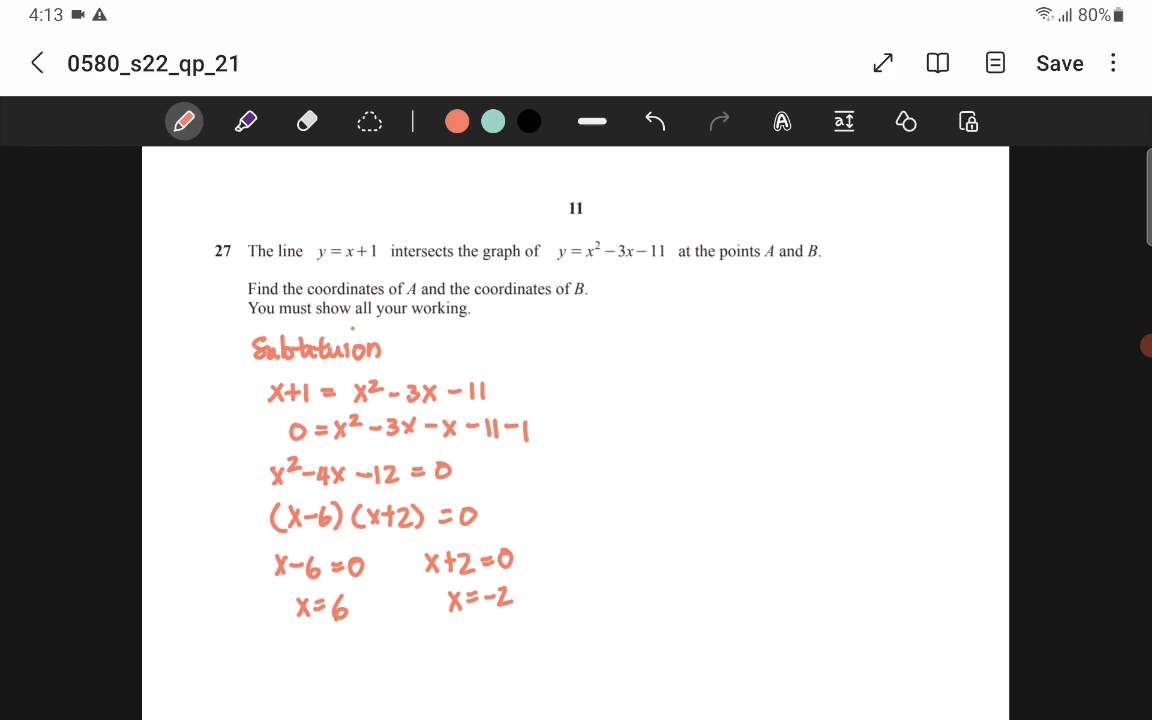 4:13 80%
0580_s22_qp_21 Save
A a
11
27 The line y = x + 1 intersects the graph of y = x² − 3x − 11 at the points A and B.
Find the coordinates of A and the coordinates of B.
You must show all your working.
Subtatuion
x+1 = x² - 3x - 11
0 = x² - 3x - x - 11 - 1
x² - 4x - 12 = 0
(x-6) (x+2) = 0
x-6 = 0 x+2 = 0
x = 6 x = -2